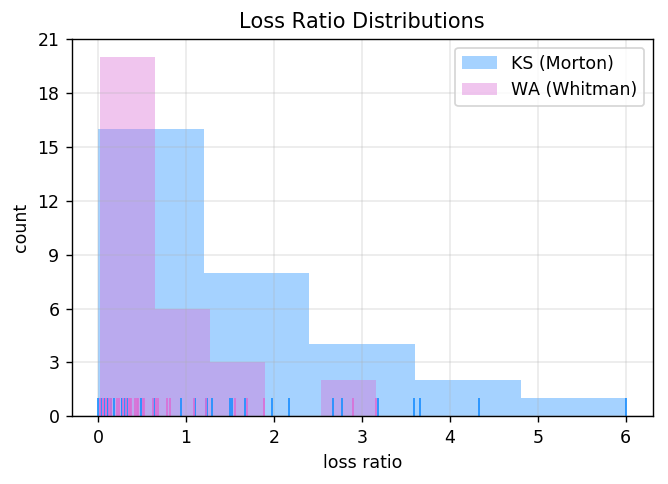 Loss Ratio Distributions
KS (Morton)
WA (Whitman)
21
18
15
12
9
6
3
0
count
0 1 2 3 4 5 6
loss ratio